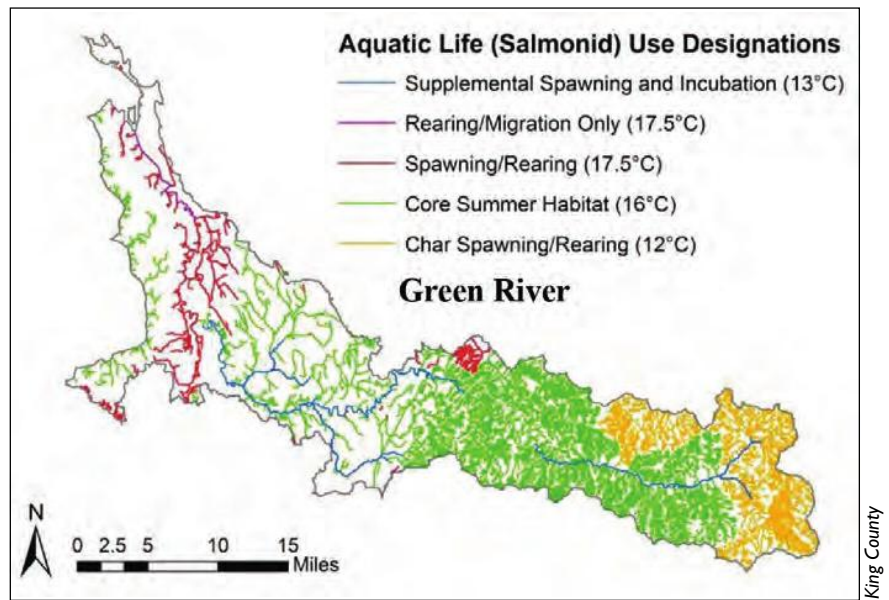 Aquatic Life (Salmonid) Use Designations
Supplemental Spawning and Incubation (13°C)
Rearing/Migration Only (17.5°C)
Spawning/Rearing (17.5°C)
Core Summer Habitat (16°C)
Char Spawning/Rearing (12°C)
Green River
N
0 2.5 5 10 15
Miles
King County